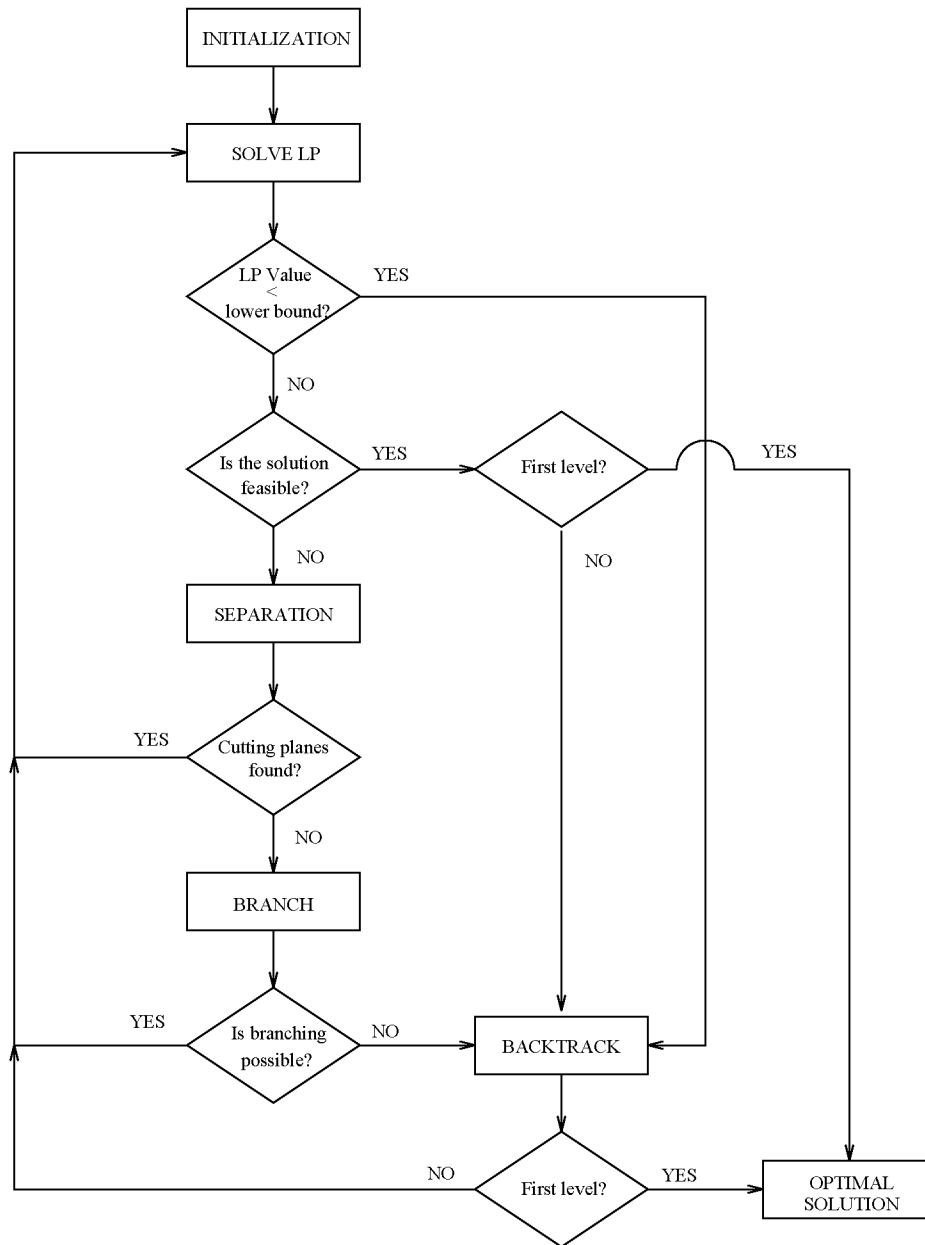 INITIALIZATION
SOLVE LP
LP Value
<
lower bound?
YES
NO
Is the solution
feasible?
YES
First level?
YES
NO
NO
SEPARATION
YES
Cutting planes
found?
NO
BRANCH
YES
Is branching
possible?
NO
BACKTRACK
NO
First level?
YES
OPTIMAL
SOLUTION